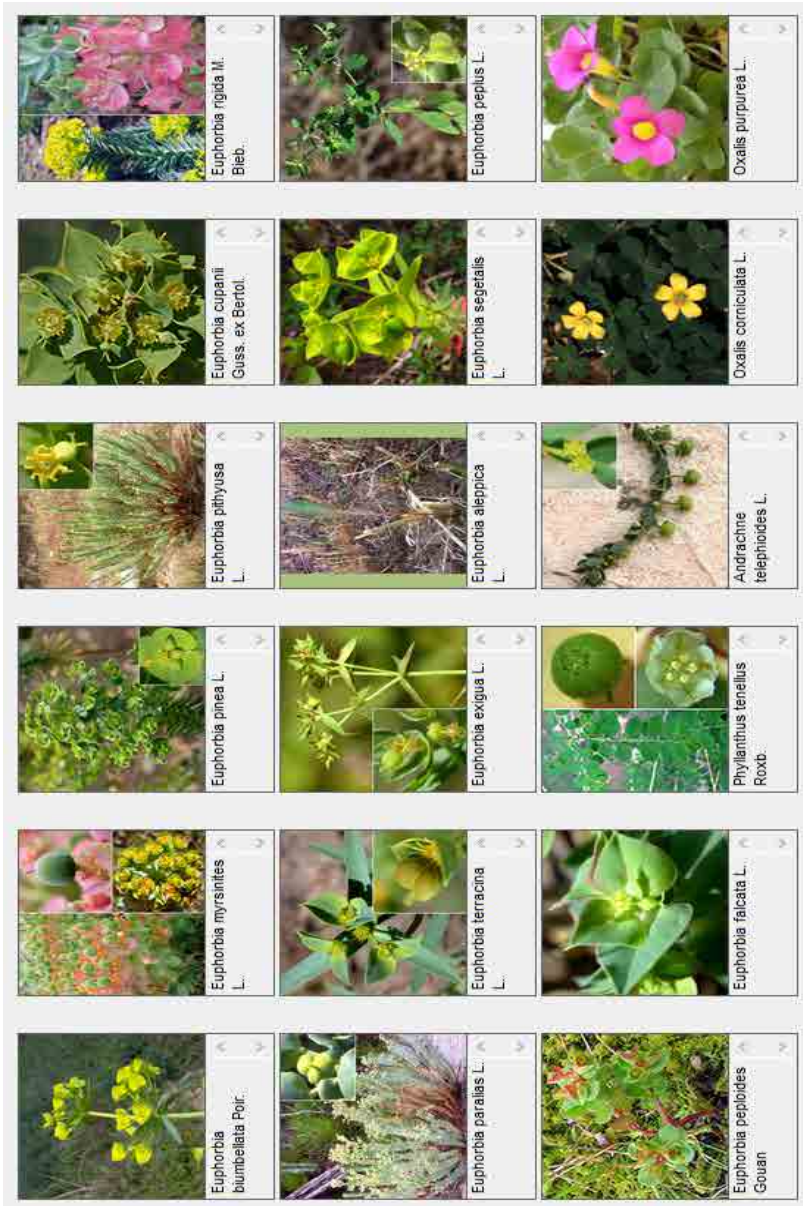 Euphorbia
biumbellata Poir.
Euphorbia myrsinites
L.
Euphorbia pinea L.
Euphorbia pithyusa
L.
Euphorbia cupanii
Guss. ex Bertol.
Euphorbia rigida M.
Bieb.
Euphorbia paralias L.
Euphorbia terracina
L.
Euphorbia exigua L.
Euphorbia aleppica
L.
Euphorbia segetalis
L.
Euphorbia peplus L.
Euphorbia peploides
Gouan
Euphorbia falcata L.
Phyllanthus tenellus
Roxb.
Andrachne
telephioides L.
Oxalis corniculata L.
Oxalis purpurea L.